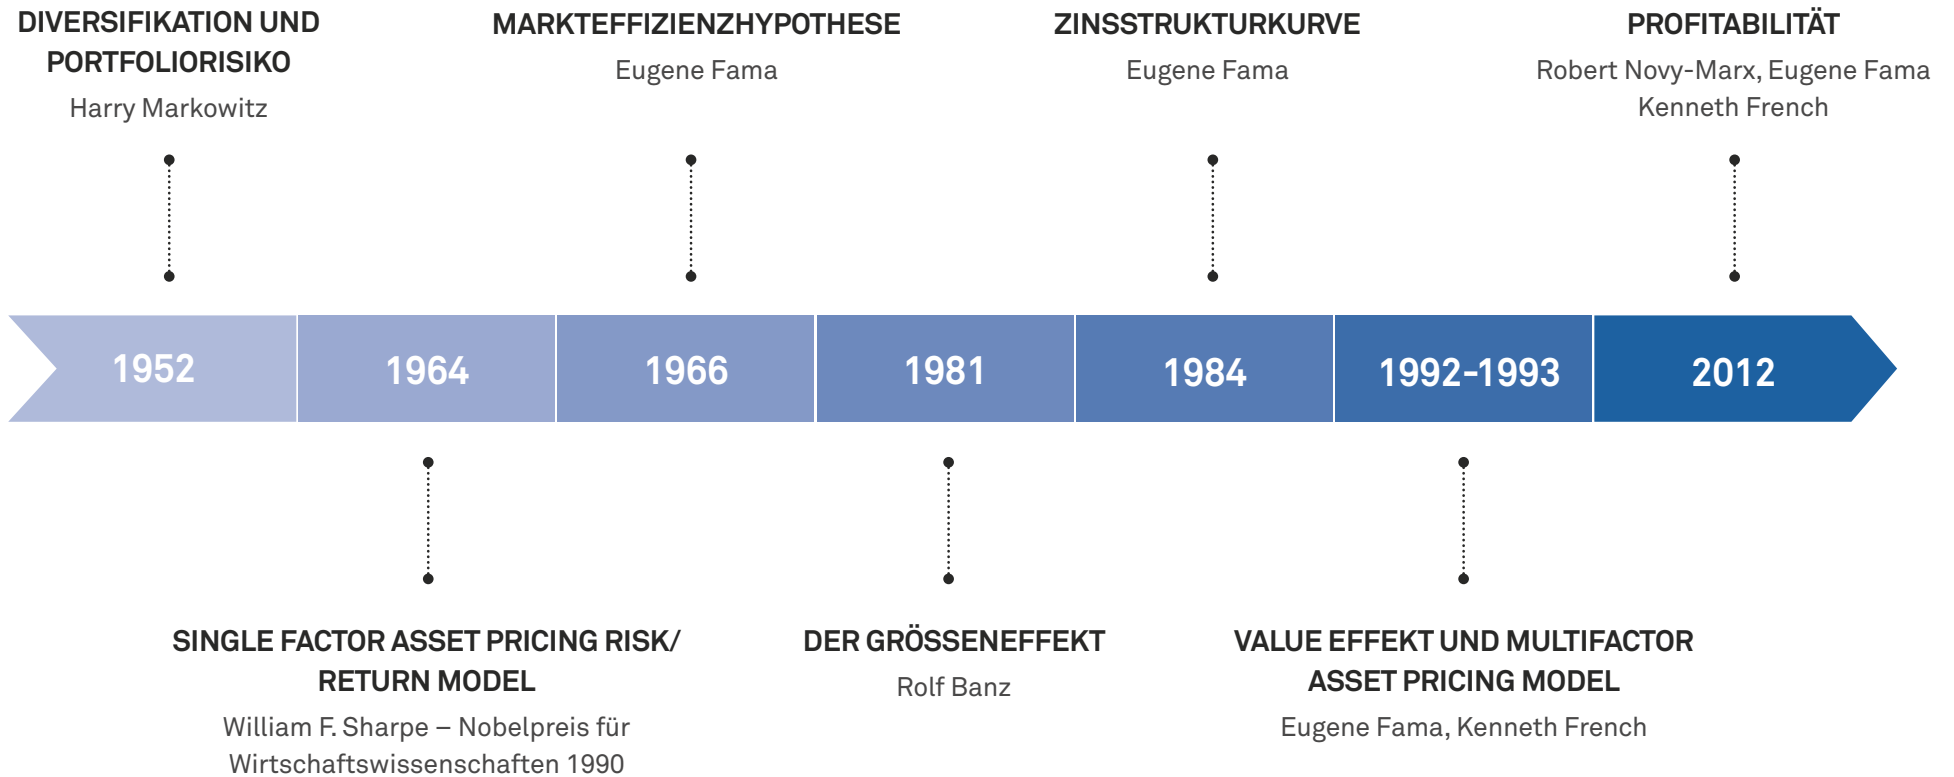 DIVERSIFIKATION UND
PORTFOLIORISIKO
Harry Markowitz
MARKTEFFIZIENZHYPOTHESE
Eugene Fama
ZINSSTRUKTURKURVE
Eugene Fama
PROFITABILITÄT
Robert Novy-Marx, Eugene Fama
Kenneth French
1952
1964
1966
1981
1984
1992-1993
2012
SINGLE FACTOR ASSET PRICING RISK/
RETURN MODEL
William F. Sharpe – Nobelpreis für
Wirtschaftswissenschaften 1990
DER GRÖSSENEFFEKT
Rolf Banz
VALUE EFFEKT UND MULTIFACTOR
ASSET PRICING MODEL
Eugene Fama, Kenneth French